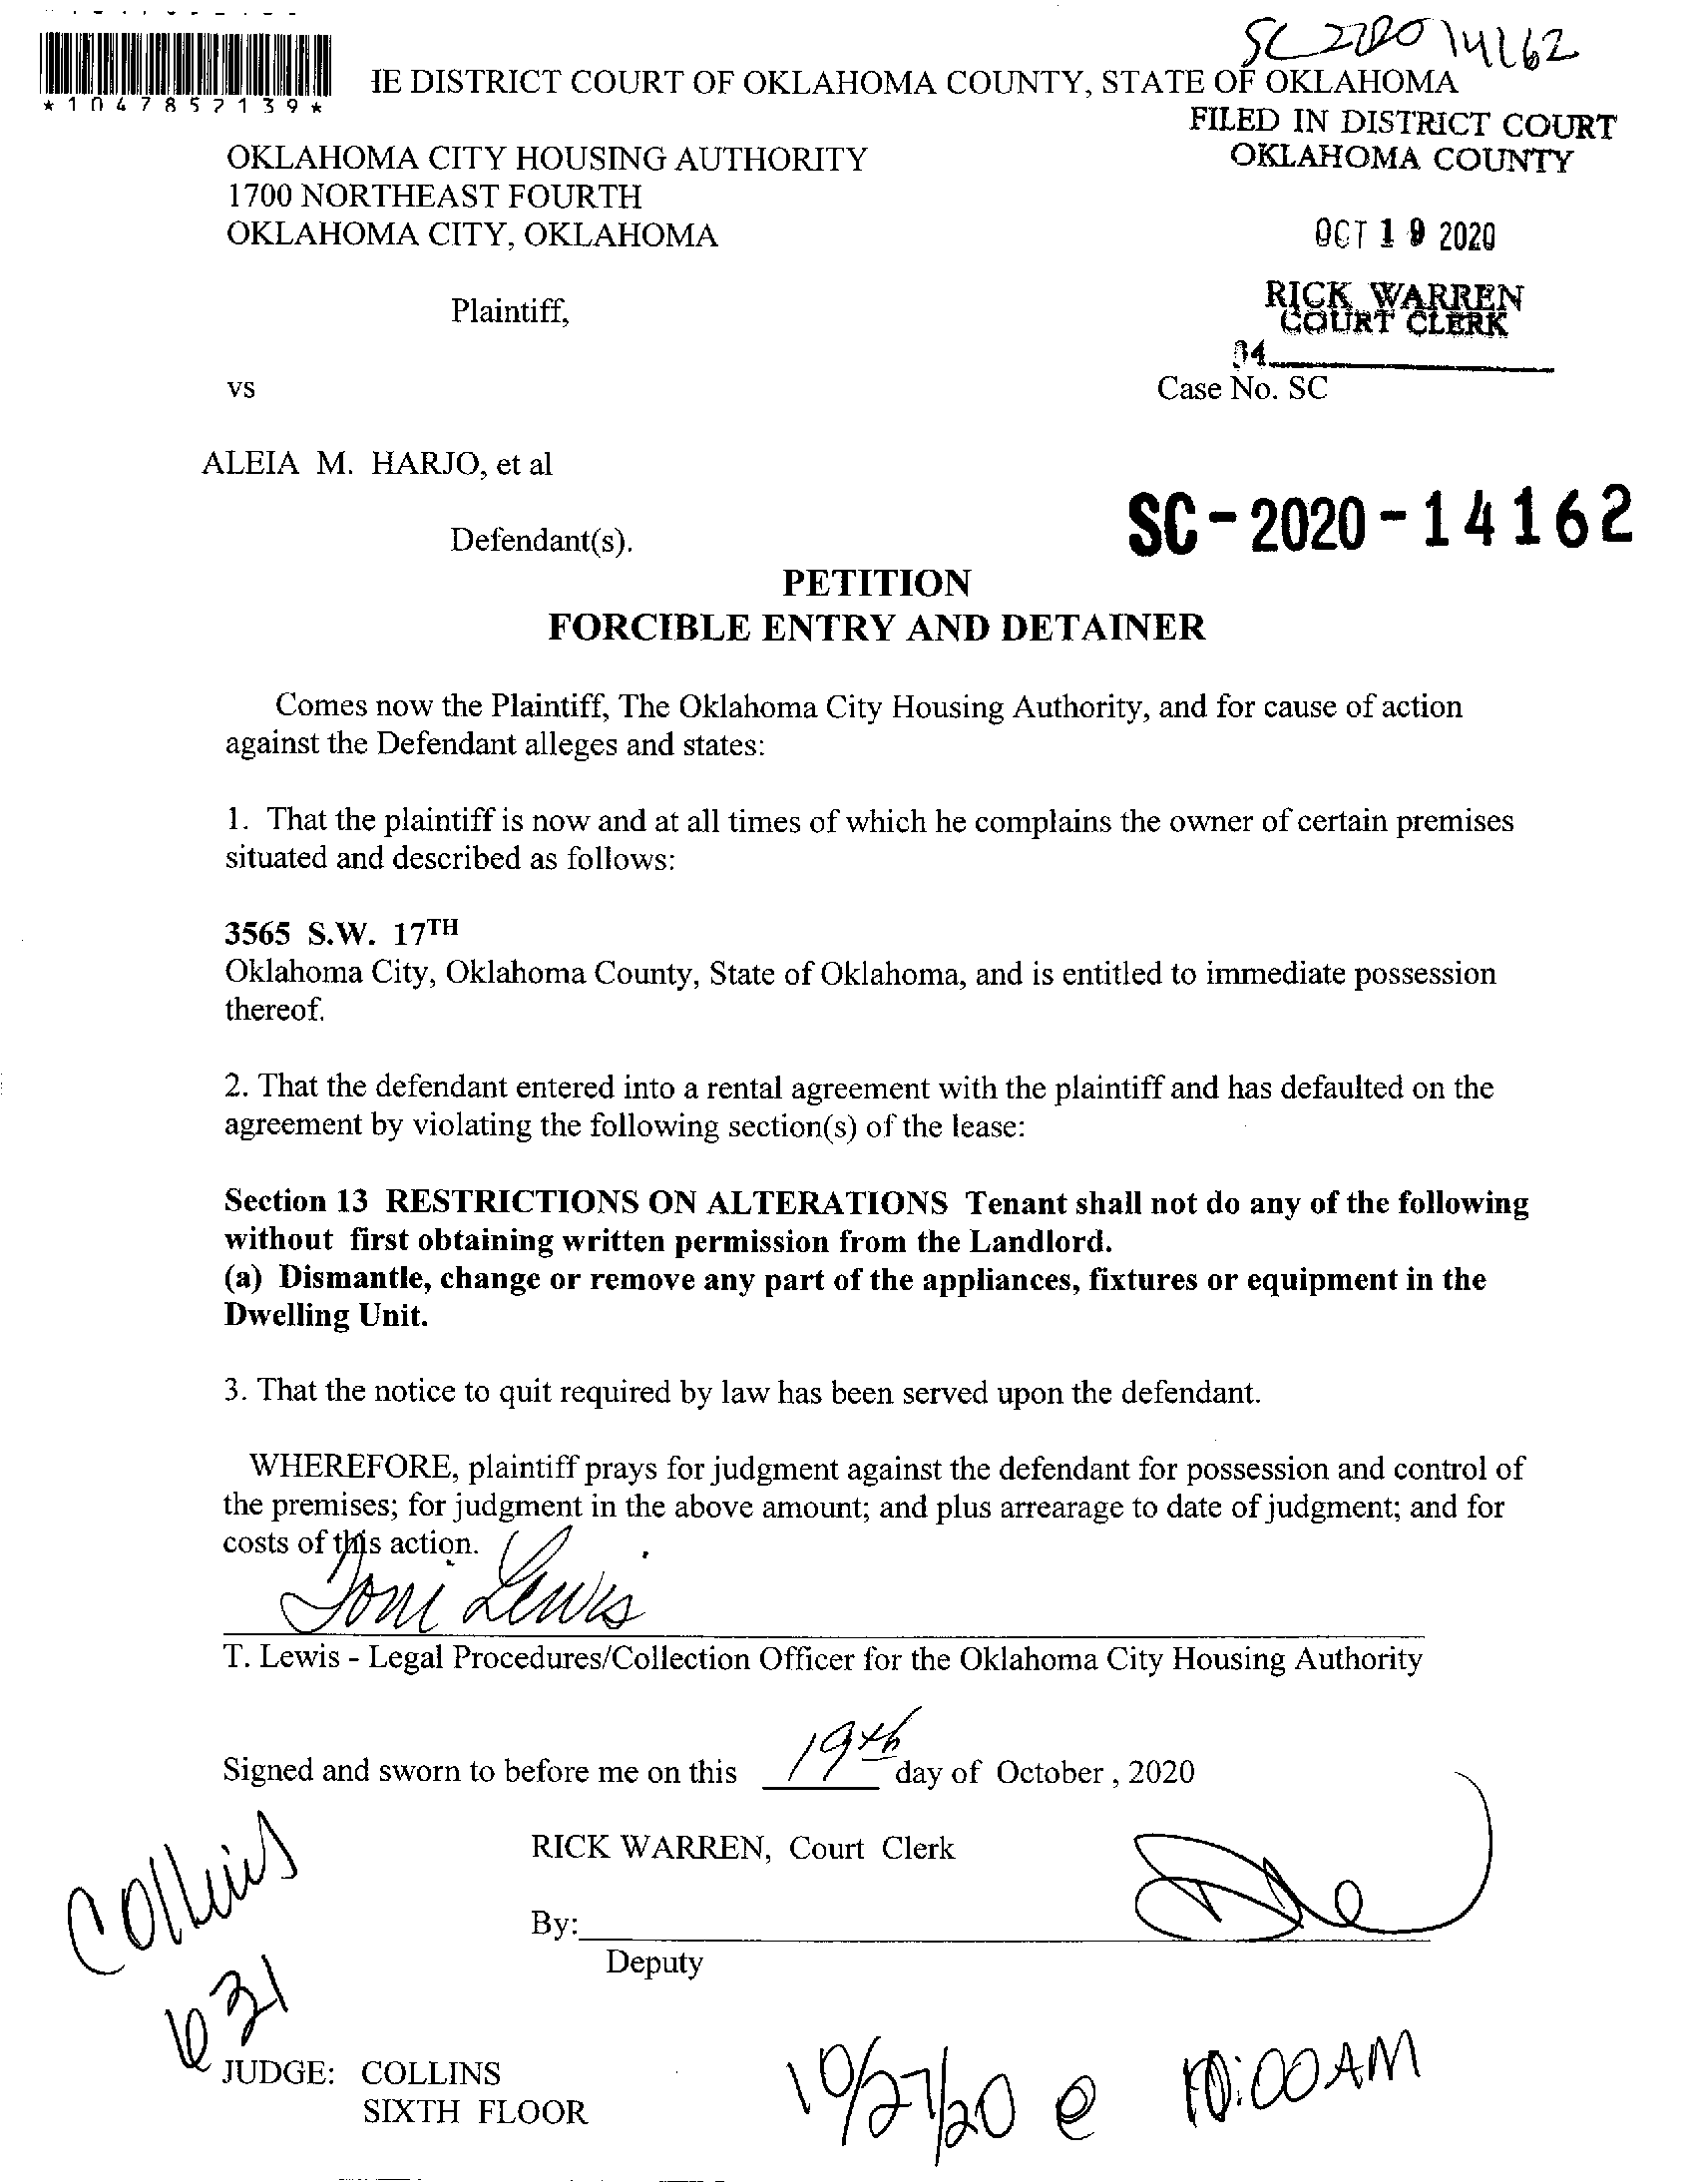 SC 2020 14162
*1047857139*
IE DISTRICT COURT OF OKLAHOMA COUNTY, STATE OF OKLAHOMA
FILED IN DISTRICT COURT
OKLAHOMA COUNTY
OKLAHOMA CITY HOUSING AUTHORITY
1700 NORTHEAST FOURTH
OKLAHOMA CITY, OKLAHOMA
OCT 19 2020
Plaintiff,
RICK WARREN
COURT CLERK
34
vs
Case No. SC
ALEIA M. HARJO, et al
SC-2020-14162
Defendant(s).
PETITION
FORCIBLE ENTRY AND DETAINER
Comes now the Plaintiff, The Oklahoma City Housing Authority, and for cause of action
against the Defendant alleges and states:
1. That the plaintiff is now and at all times of which he complains the owner of certain premises
situated and described as follows:
3565 S.W. 17TH
Oklahoma City, Oklahoma County, State of Oklahoma, and is entitled to immediate possession
thereof.
2. That the defendant entered into a rental agreement with the plaintiff and has defaulted on the
agreement by violating the following section(s) of the lease:
Section 13 RESTRICTIONS ON ALTERATIONS Tenant shall not do any of the following
without first obtaining written permission from the Landlord.
(a) Dismantle, change or remove any part of the appliances, fixtures or equipment in the
Dwelling Unit.
3. That the notice to quit required by law has been served upon the defendant.
WHEREFORE, plaintiff prays for judgment against the defendant for possession and control of
the premises; for judgment in the above amount; and plus arrearage to date of judgment; and for
costs of this action.
Toni Lewis
T. Lewis - Legal Procedures/Collection Officer for the Oklahoma City Housing Authority
Signed and sworn to before me on this 19th day of October , 2020
RICK WARREN, Court Clerk
By:
Deputy
Collins
631
JUDGE: COLLINS
SIXTH FLOOR
10/27/20 @ 10:00AM